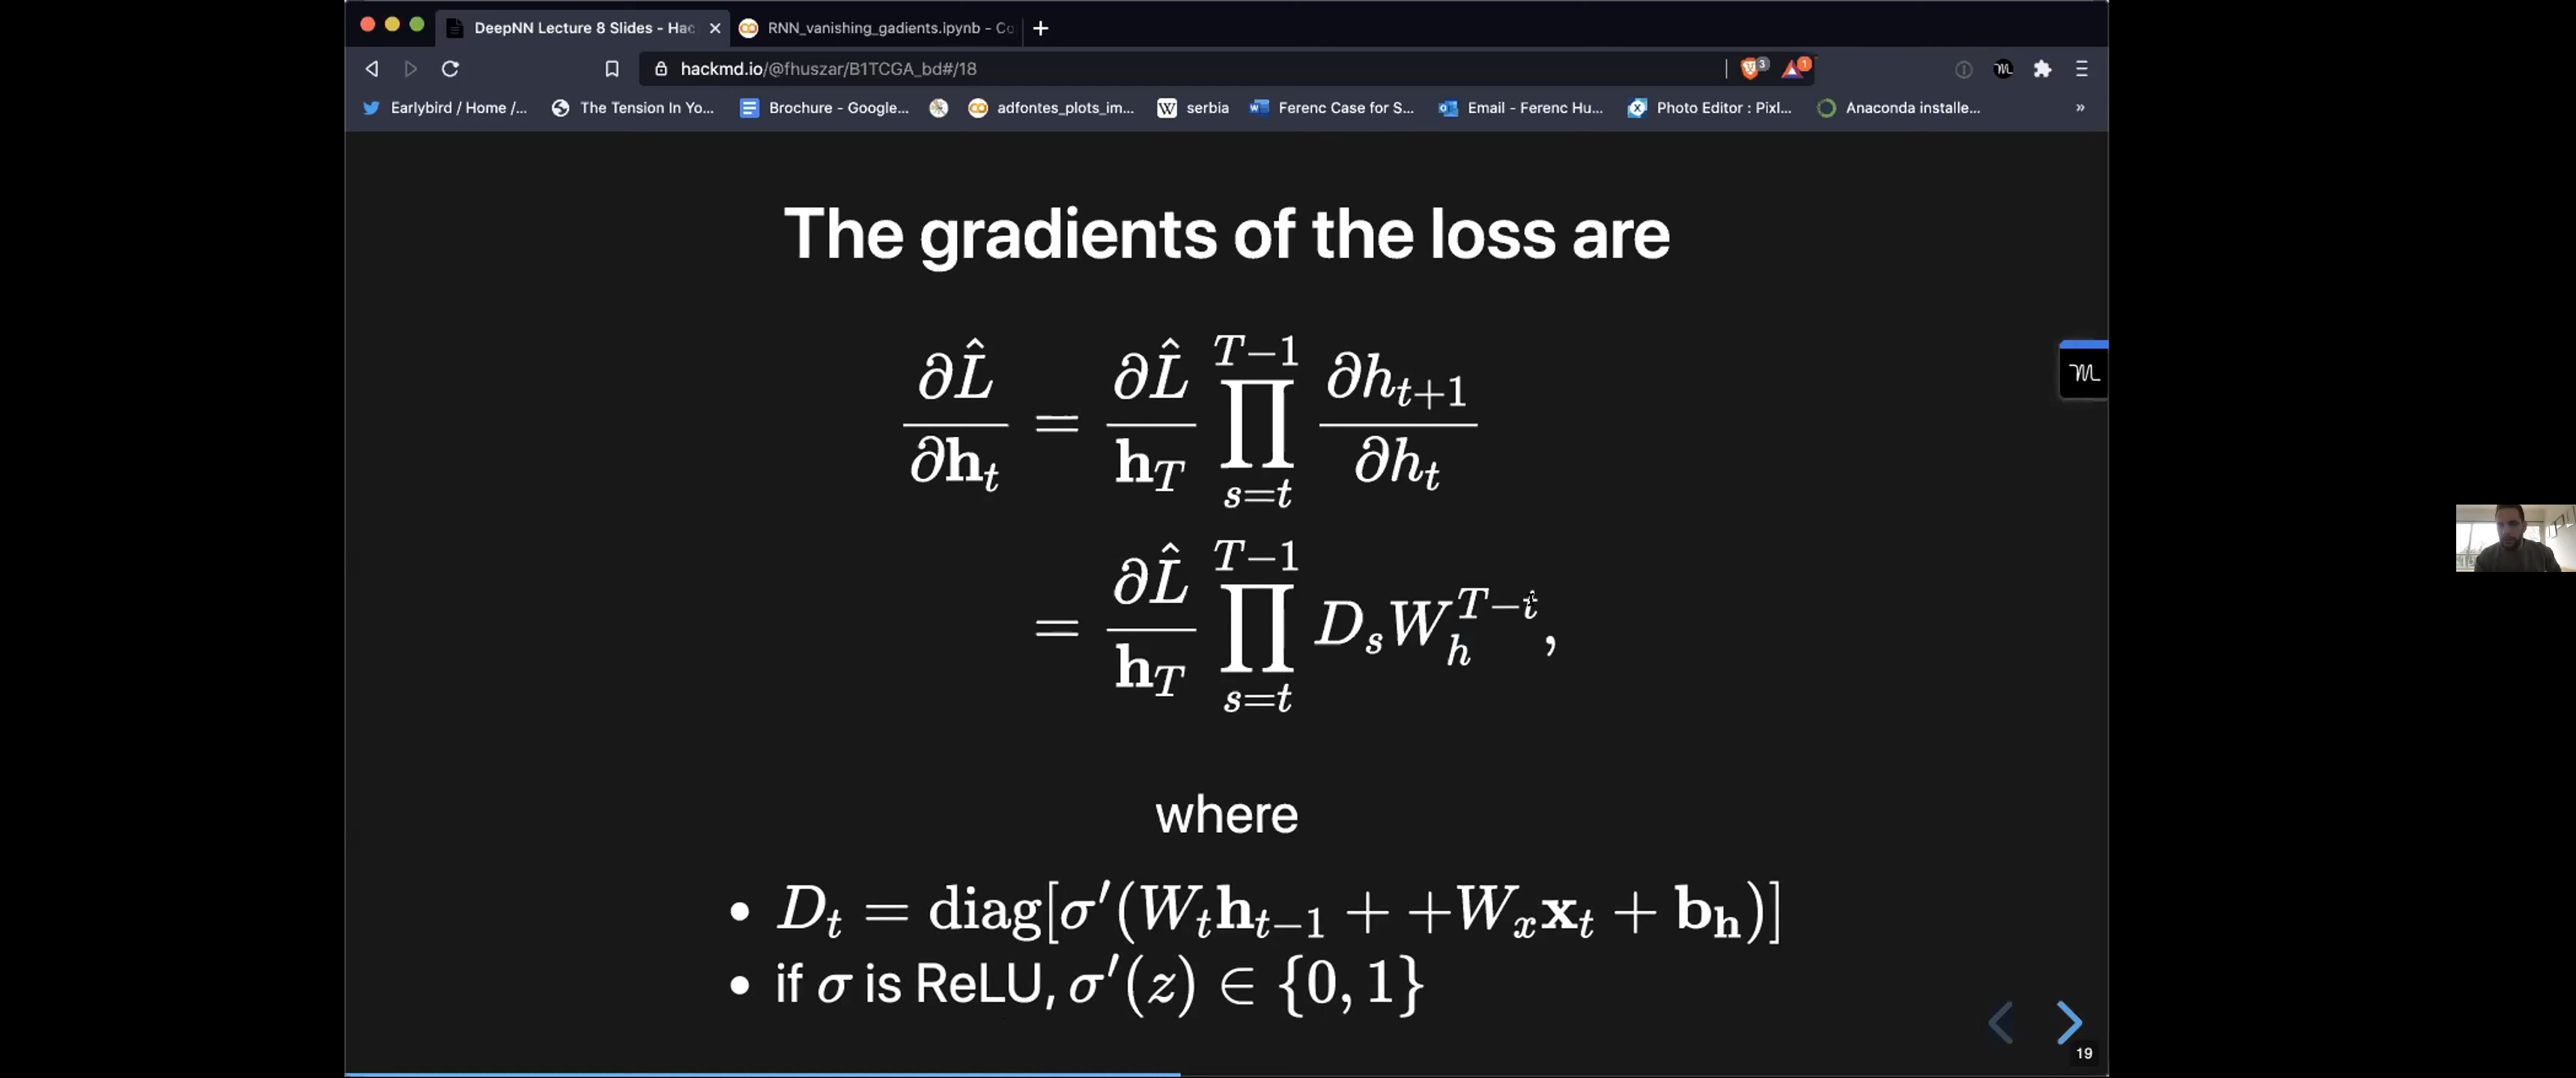 DeepNN Lecture 8 Slides - Hac
RNN_vanishing_gadients.ipynb - Co
hackmd.io/@fhuszar/B1TCGA_bd#/18
3
1
Earlybird / Home /...
The Tension In Yo...
Brochure - Google...
adfontes_plots_im...
W serbia
Ferenc Case for S...
Email - Ferenc Hu...
Photo Editor : Pixl...
Anaconda installe...
»
The gradients of the loss are
∂L̂/∂𝐡_t = ∂L̂/𝐡_T ∏_{s=t}^{T−1} ∂h_{t+1}/∂h_t
= ∂L̂/𝐡_T ∏_{s=t}^{T−1} D_s W_h^{T−t},
where
• D_t = diag[σ′(W_t 𝐡_{t−1} + +W_x 𝐱_t + 𝐛_𝐡)]
• if σ is ReLU, σ′(z) ∈ {0, 1}
19